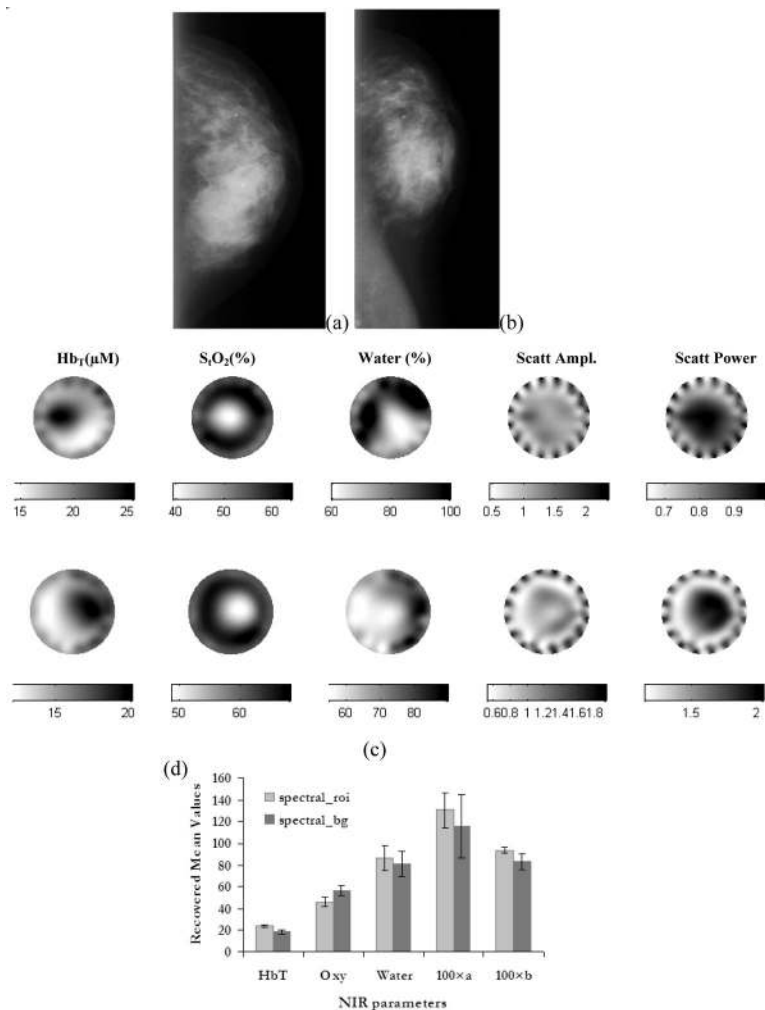 (a) (b)
Hb_T(µM) S_tO₂(%) Water (%) Scatt Ampl. Scatt Power
15 20 25 40 50 60 60 80 100 0.5 1 1.5 2 0.7 0.8 0.9
15 20 50 60 60 70 80 0.60.8 1 1.21.41.61.8 1.5 2
(c)
(d)
160
140
120
100
80
60
40
20
0
Recovered Mean Values
spectral_roi
spectral_bg
HbT Oxy Water 100×a 100×b
NIR parameters